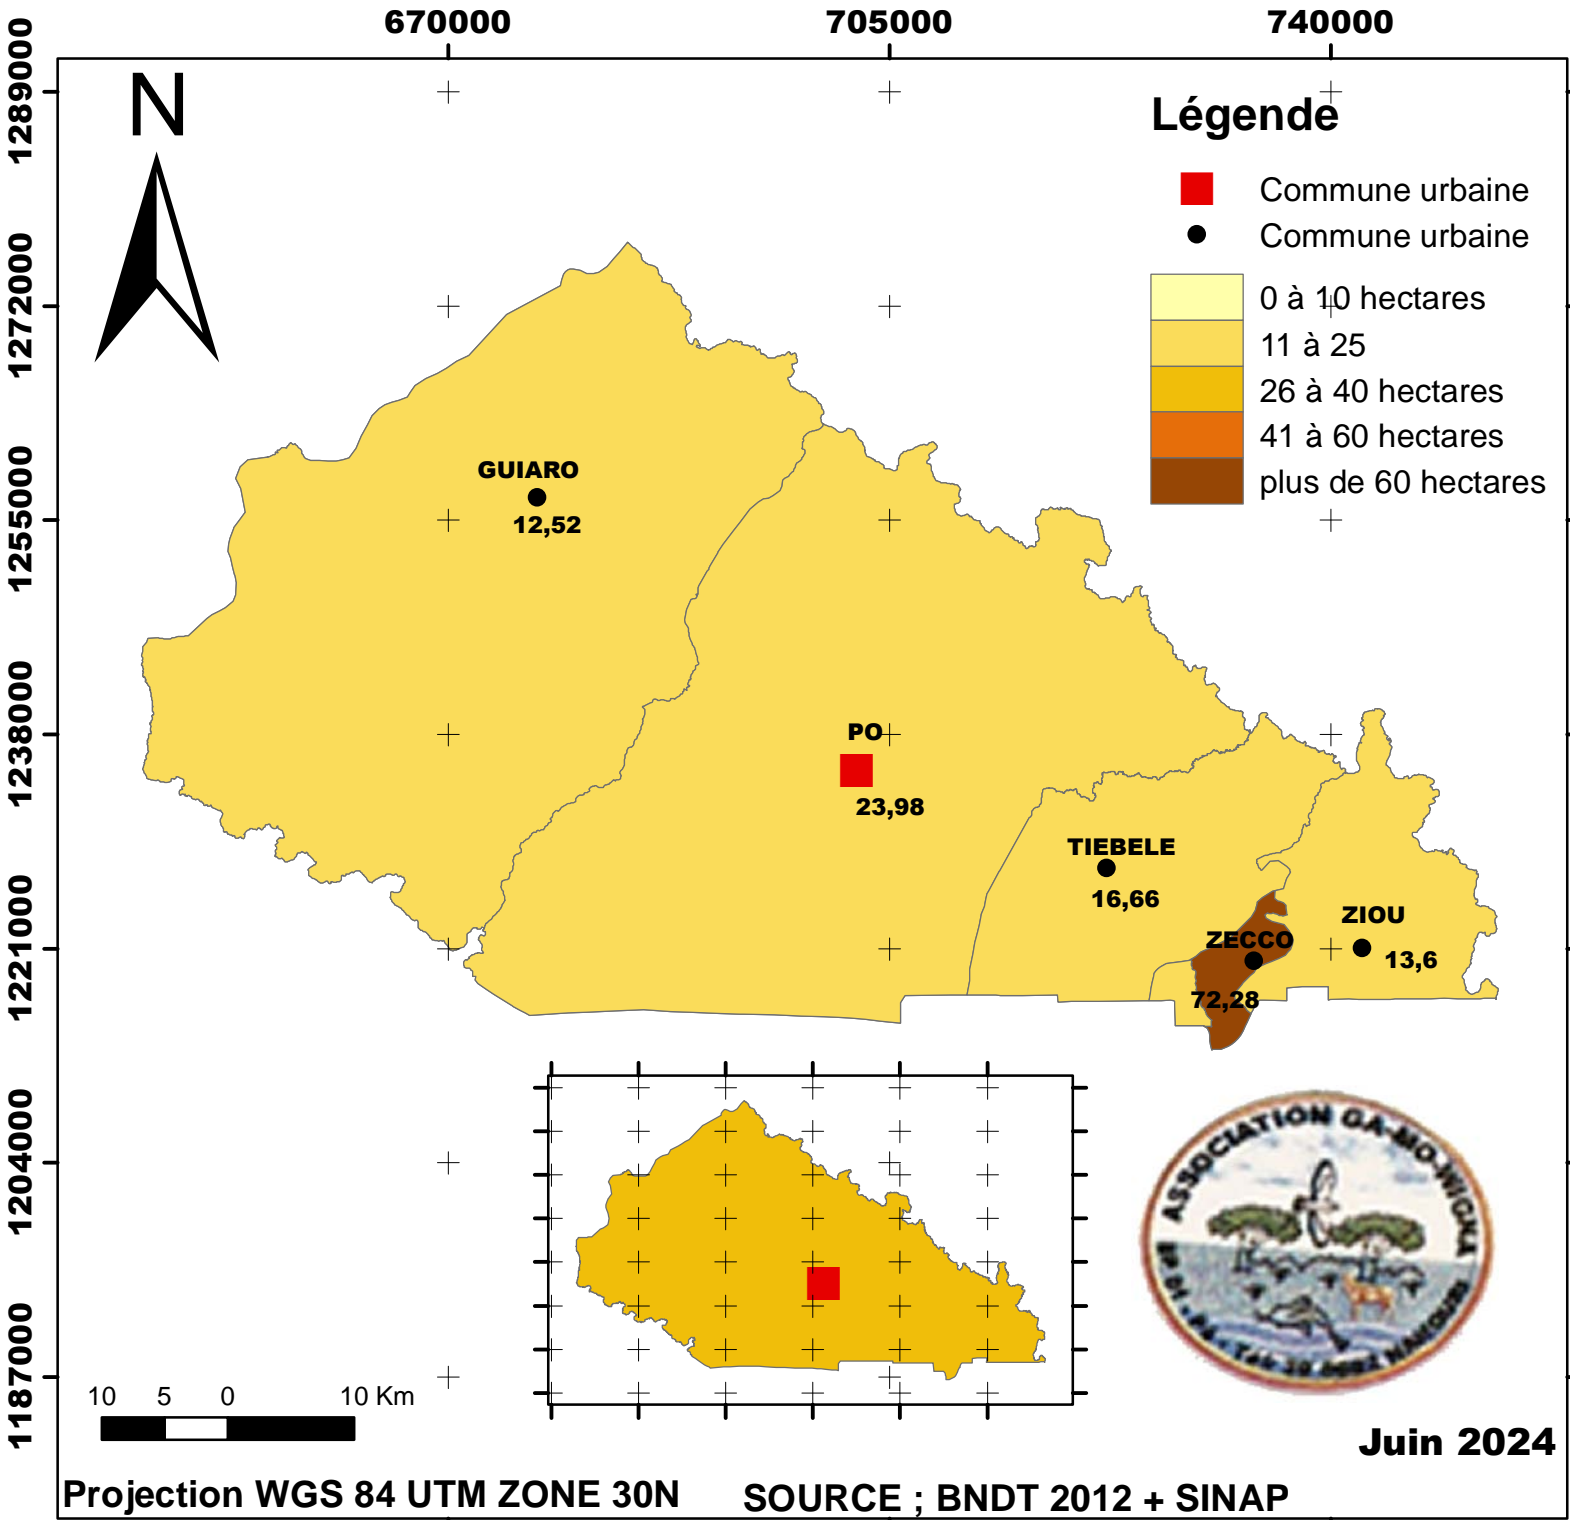 670000 705000 740000
1289000
1272000
1255000
1238000
1221000
1204000
1187000
N
Légende
Commune urbaine
Commune urbaine
0 à 10 hectares
11 à 25
26 à 40 hectares
41 à 60 hectares
plus de 60 hectares
GUIARO
12,52
PO
23,98
TIEBELE
16,66
ZECCO
72,28
ZIOU
13,6
ASSOCIATION GA-MO-WIGNA
10 5 0 10 Km
Juin 2024
Projection WGS 84 UTM ZONE 30N
SOURCE ; BNDT 2012 + SINAP